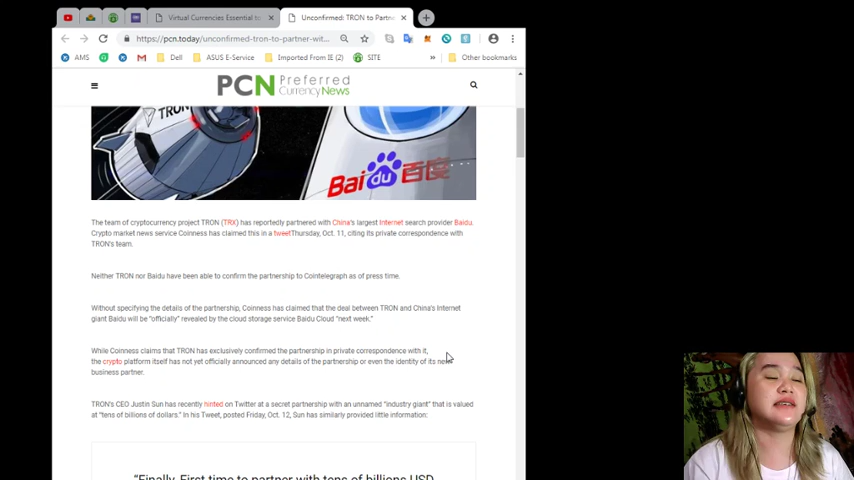 Virtual Currencies Essential to
Unconfirmed: TRON to Partn
https://pcn.today/unconfirmed-tron-to-partner-wit...
AMS
Dell
ASUS E-Service
Imported From IE (2)
SITE
Other bookmarks
PCN Preferred
Currency News
TRON
Baidu 百度
The team of cryptocurrency project TRON (TRX) has reportedly partnered with China's largest Internet search provider Baidu.
Crypto market news service Coinness has claimed this in a tweetThursday, Oct. 11, citing its private correspondence with
TRON's team.
Neither TRON nor Baidu have been able to confirm the partnership to Cointelegraph as of press time.
Without specifying the details of the partnership, Coinness has claimed that the deal between TRON and China's Internet
giant Baidu will be "officially" revealed by the cloud storage service Baidu Cloud "next week."
While Coinness claims that TRON has exclusively confirmed the partnership in private correspondence with it,
the crypto platform itself has not yet officially announced any details of the partnership or even the identity of its new
business partner.
TRON's CEO Justin Sun has recently hinted on Twitter at a secret partnership with an unnamed "industry giant" that is valued
at "tens of billions of dollars." In his Tweet, posted Friday, Oct. 12, Sun has similarly provided little information:
"Finally. First time to partner with tens of billions USD